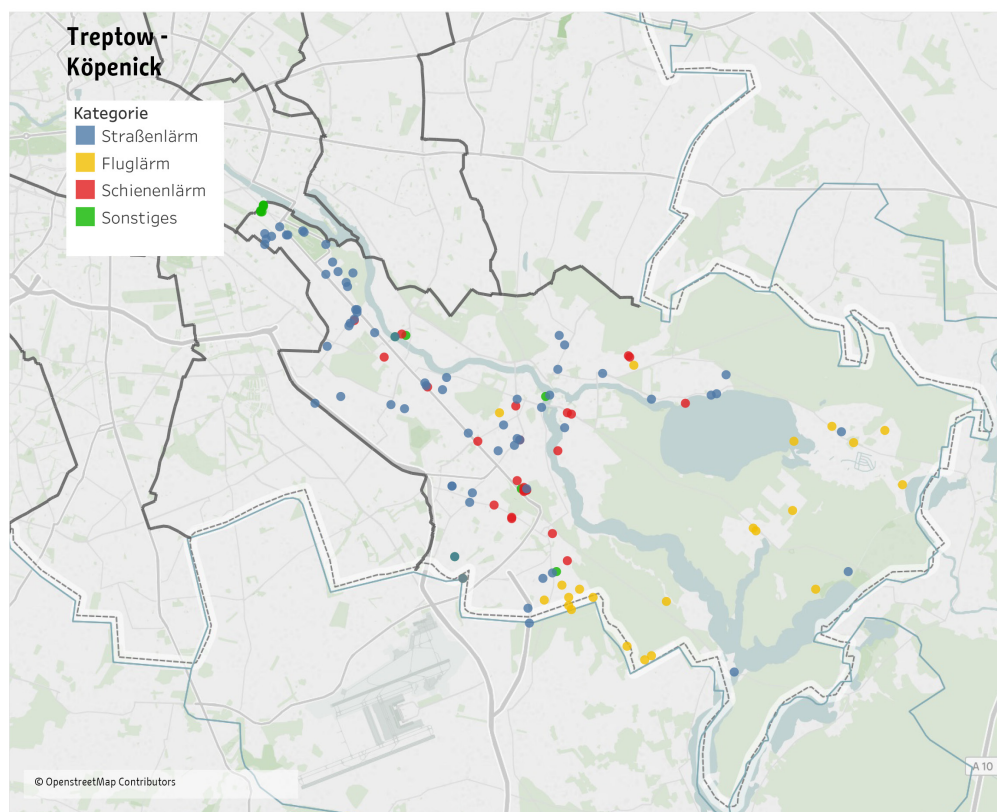 Treptow -
Köpenick
Kategorie
Straßenlärm
Fluglärm
Schienenlärm
Sonstiges
A 10
© OpenstreetMap Contributors